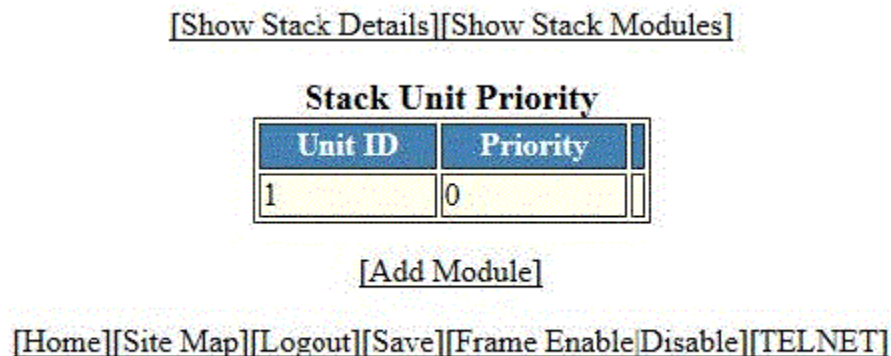 [Show Stack Details][Show Stack Modules]
Stack Unit Priority
Unit ID Priority
1 0
[Add Module]
[Home][Site Map][Logout][Save][Frame Enable|Disable][TELNET]